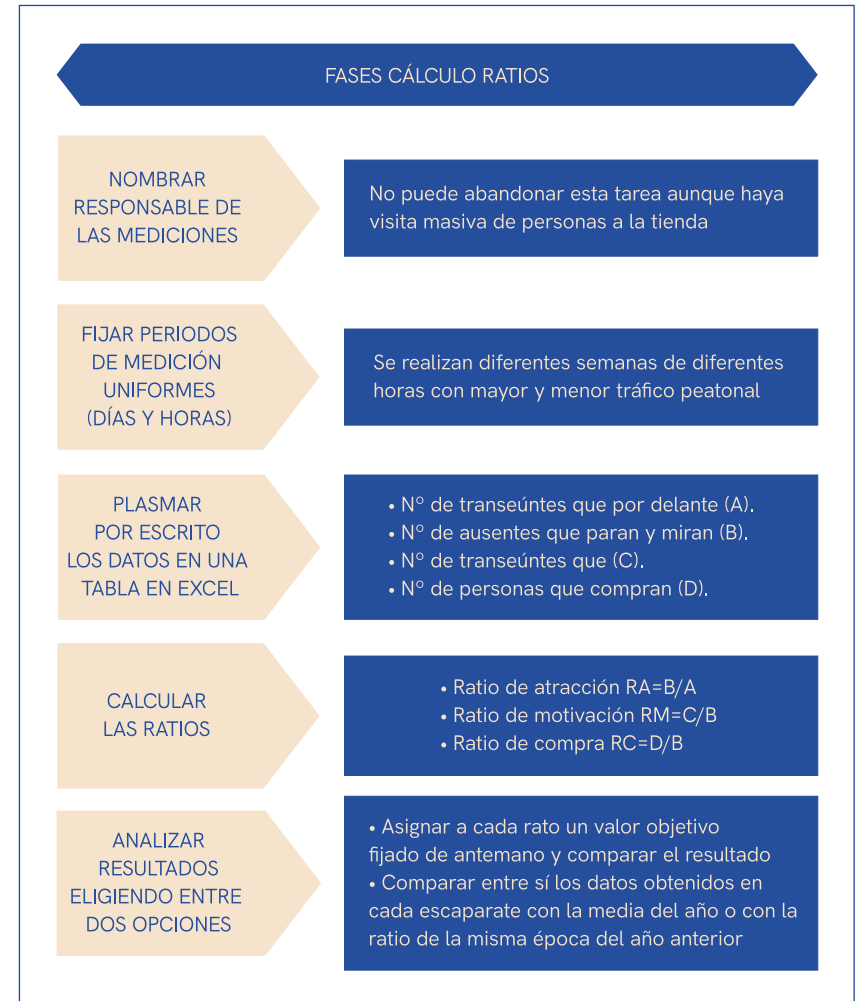 FASES CÁLCULO RATIOS
NOMBRAR
RESPONSABLE DE
LAS MEDICIONES
No puede abandonar esta tarea aunque haya
visita masiva de personas a la tienda
FIJAR PERIODOS
DE MEDICIÓN
UNIFORMES
(DÍAS Y HORAS)
Se realizan diferentes semanas de diferentes
horas con mayor y menor tráfico peatonal
PLASMAR
POR ESCRITO
LOS DATOS EN UNA
TABLA EN EXCEL
• Nº de transeúntes que por delante (A).
• Nº de ausentes que paran y miran (B).
• Nº de transeúntes que (C).
• Nº de personas que compran (D).
CALCULAR
LAS RATIOS
• Ratio de atracción RA=B/A
• Ratio de motivación RM=C/B
• Ratio de compra RC=D/B
ANALIZAR
RESULTADOS
ELIGIENDO ENTRE
DOS OPCIONES
• Asignar a cada rato un valor objetivo
fijado de antemano y comparar el resultado
• Comparar entre sí los datos obtenidos en
cada escaparate con la media del año o con la
ratio de la misma época del año anterior